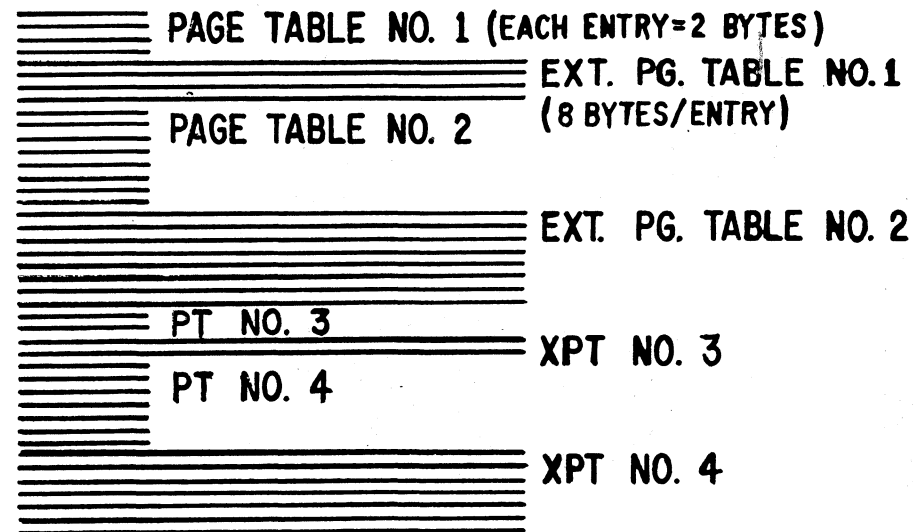 PAGE TABLE NO. 1 (EACH ENTRY=2 BYTES)
EXT. PG. TABLE NO. 1
(8 BYTES/ENTRY)
PAGE TABLE NO. 2
EXT. PG. TABLE NO. 2
PT NO. 3
XPT NO. 3
PT NO. 4
XPT NO. 4